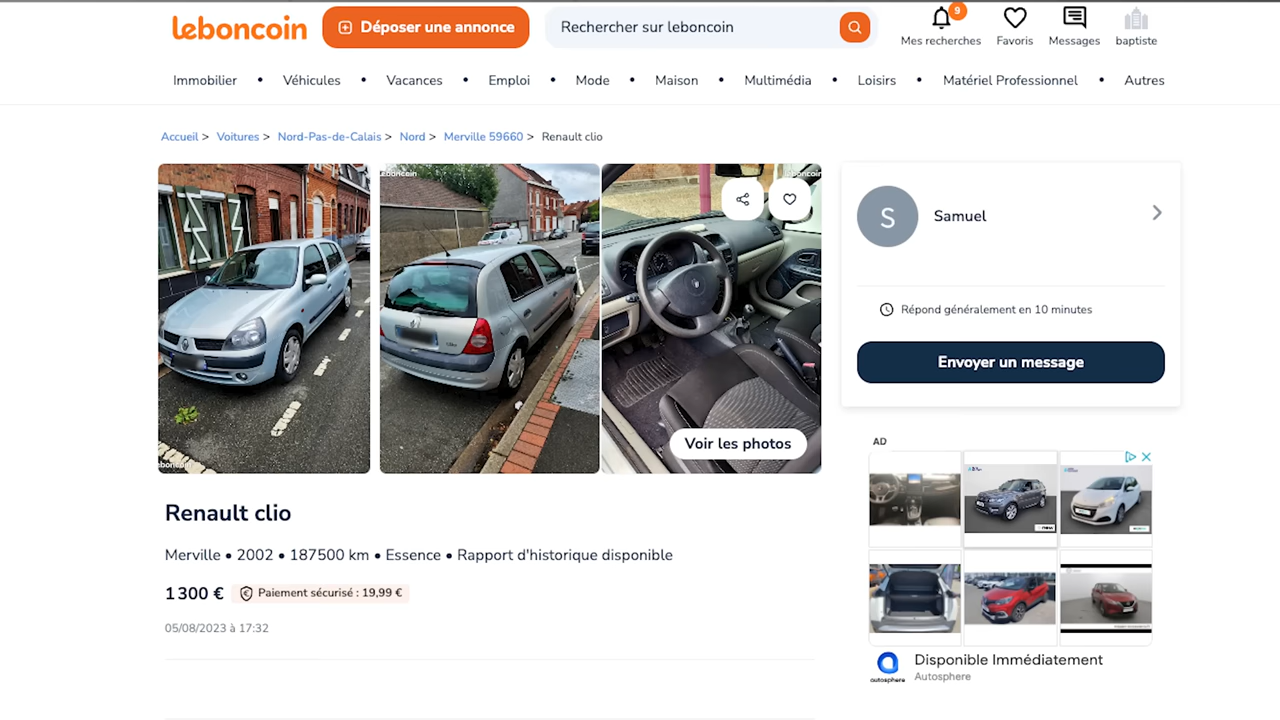 leboncoin
Déposer une annonce
Rechercher sur leboncoin
9
Mes recherches
Favoris
Messages
baptiste
Immobilier • Véhicules • Vacances • Emploi • Mode • Maison • Multimédia • Loisirs • Matériel Professionnel • Autres
Accueil > Voitures > Nord-Pas-de-Calais > Nord > Merville 59660 > Renault clio
leboncoin
leboncoin
Voir les photos
S
Samuel
Répond généralement en 10 minutes
Envoyer un message
AD
Renault clio
Merville • 2002 • 187500 km • Essence • Rapport d'historique disponible
1 300 €
Paiement sécurisé : 19,99 €
05/08/2023 à 17:32
autosphere
Disponible Immédiatement
Autosphere